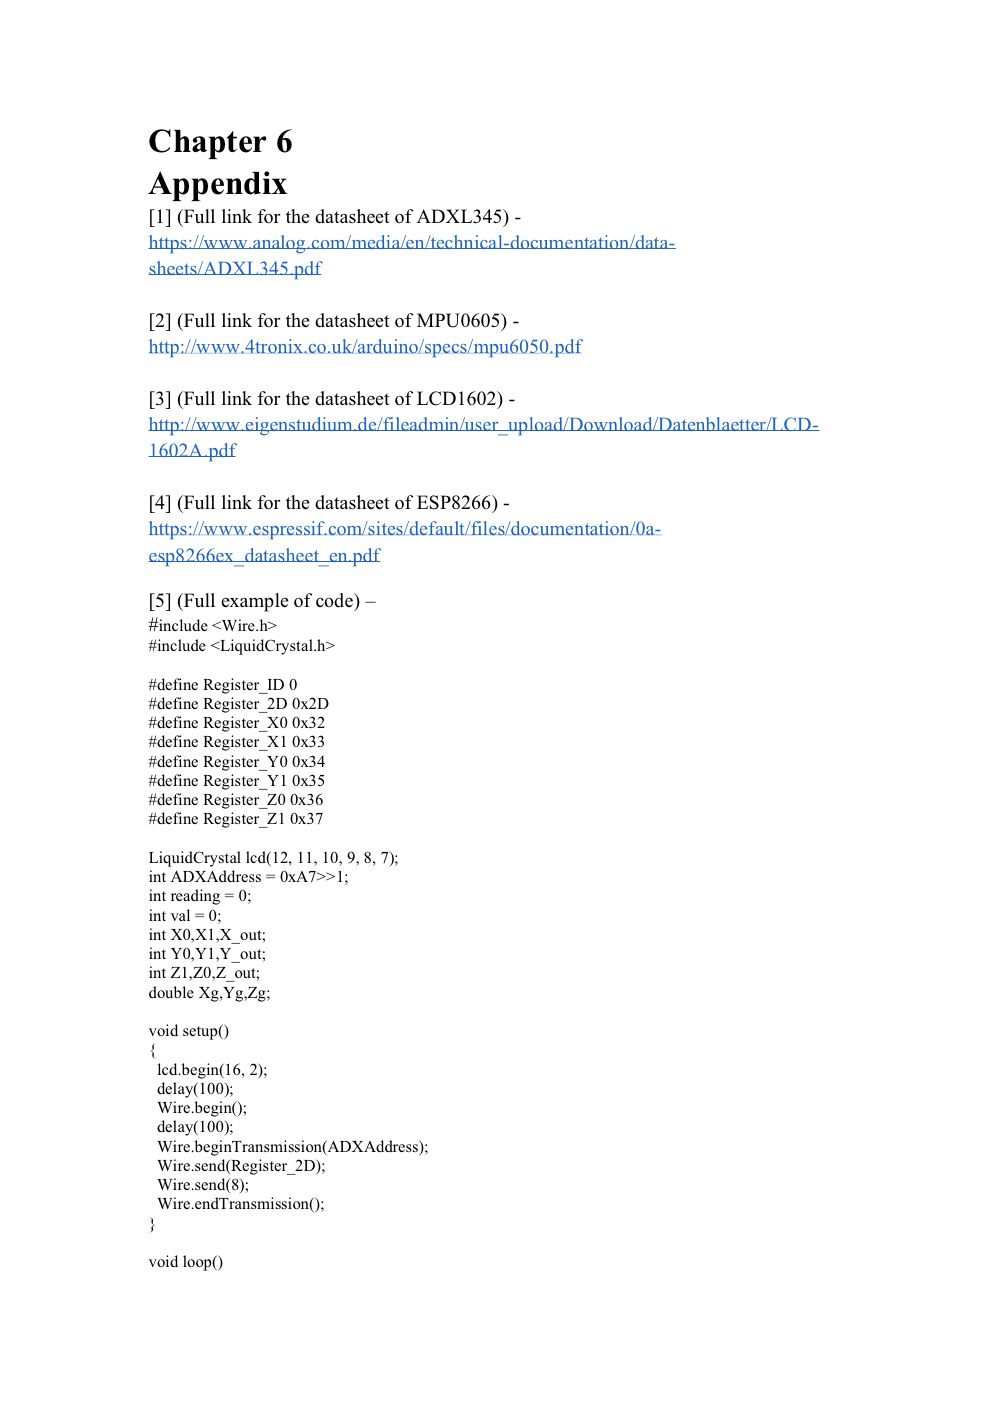 Chapter 6
Appendix
[1] (Full link for the datasheet of ADXL345) -
https://www.analog.com/media/en/technical-documentation/data-
sheets/ADXL345.pdf
[2] (Full link for the datasheet of MPU0605) -
http://www.4tronix.co.uk/arduino/specs/mpu6050.pdf
[3] (Full link for the datasheet of LCD1602) -
http://www.eigenstudium.de/fileadmin/user_upload/Download/Datenblaetter/LCD-
1602A.pdf
[4] (Full link for the datasheet of ESP8266) -
https://www.espressif.com/sites/default/files/documentation/0a-
esp8266ex_datasheet_en.pdf
[5] (Full example of code) –
#include <Wire.h>
#include <LiquidCrystal.h>
#define Register_ID 0
#define Register_2D 0x2D
#define Register_X0 0x32
#define Register_X1 0x33
#define Register_Y0 0x34
#define Register_Y1 0x35
#define Register_Z0 0x36
#define Register_Z1 0x37
LiquidCrystal lcd(12, 11, 10, 9, 8, 7);
int ADXAddress = 0xA7>>1;
int reading = 0;
int val = 0;
int X0,X1,X_out;
int Y0,Y1,Y_out;
int Z1,Z0,Z_out;
double Xg,Yg,Zg;
void setup()
{
lcd.begin(16, 2);
delay(100);
Wire.begin();
delay(100);
Wire.beginTransmission(ADXAddress);
Wire.send(Register_2D);
Wire.send(8);
Wire.endTransmission();
}
void loop()